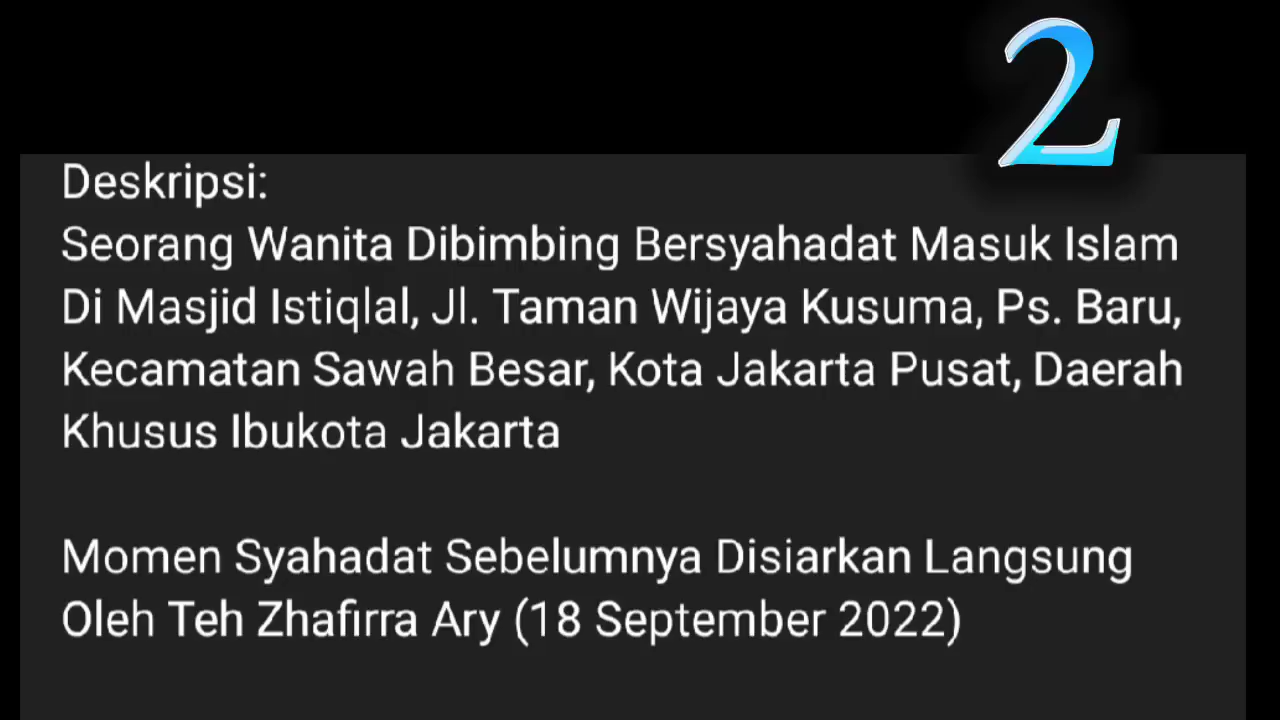 2
Deskripsi:
Seorang Wanita Dibimbing Bersyahadat Masuk Islam
Di Masjid Istiqlal, Jl. Taman Wijaya Kusuma, Ps. Baru,
Kecamatan Sawah Besar, Kota Jakarta Pusat, Daerah
Khusus Ibukota Jakarta
Momen Syahadat Sebelumnya Disiarkan Langsung
Oleh Teh Zhafirra Ary (18 September 2022)